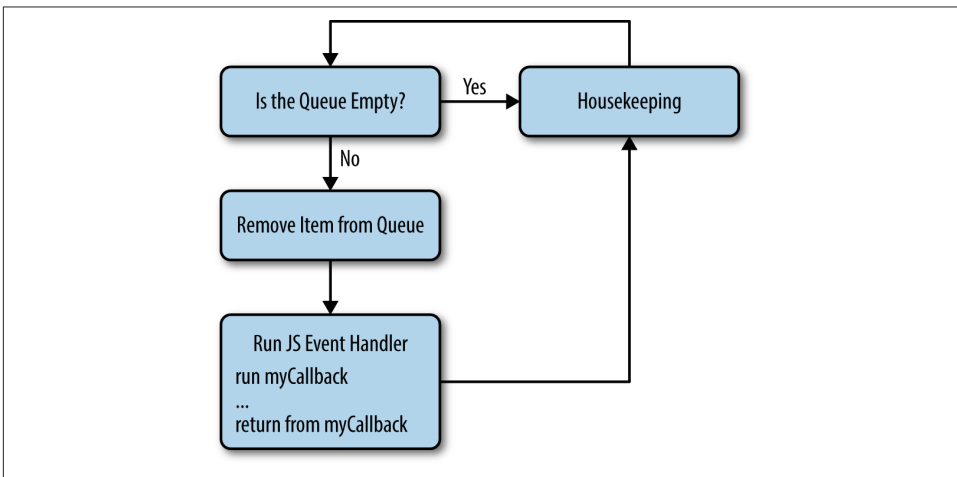 Is the Queue Empty?
Yes
Housekeeping
No
Remove Item from Queue
Run JS Event Handler
run myCallback
...
return from myCallback